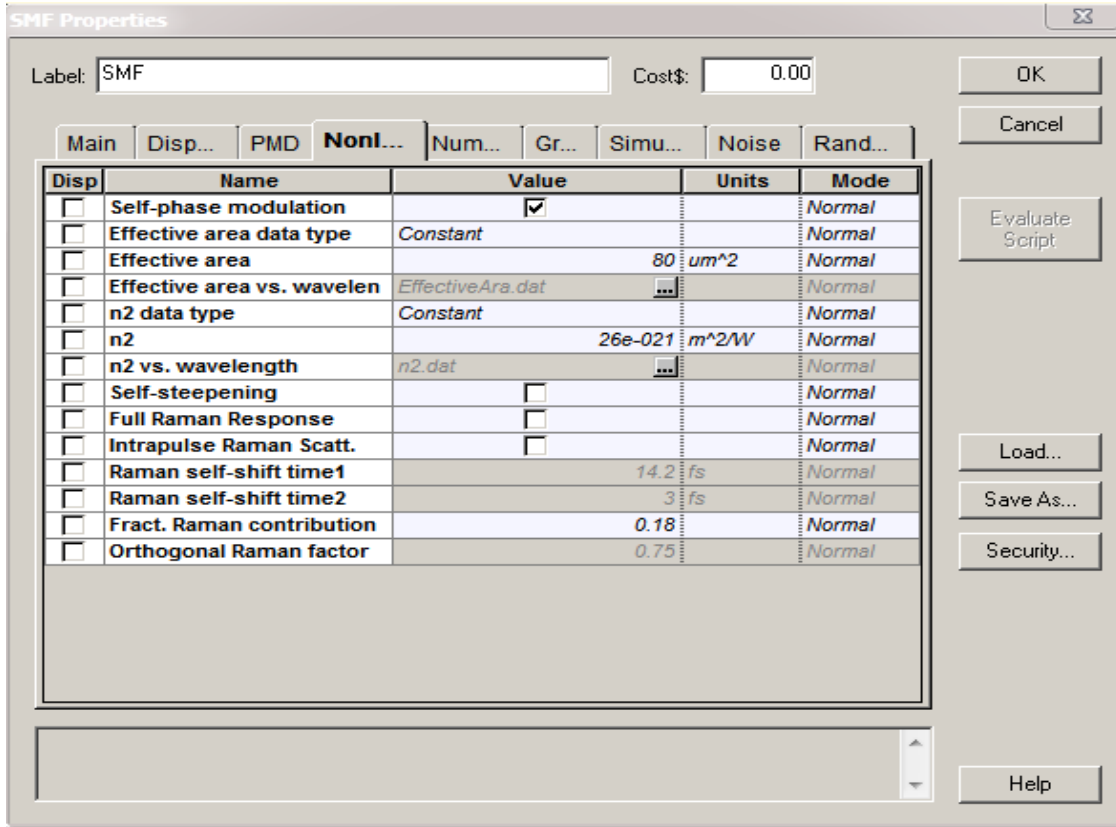 SMF Properties
Label: SMF Cost$: 0.00 OK
Cancel
Main Disp... PMD Nonl... Num... Gr... Simu... Noise Rand...
Disp Name Value Units Mode
Self-phase modulation Normal
Evaluate Script
Effective area data type Constant Normal
Effective area 80 um^2 Normal
Effective area vs. wavelen EffectiveAra.dat ... Normal
n2 data type Constant Normal
n2 26e-021 m^2/W Normal
n2 vs. wavelength n2.dat ... Normal
Self-steepening Normal
Full Raman Response Normal
Intrapulse Raman Scatt. Normal
Load...
Raman self-shift time1 14.2 fs Normal
Raman self-shift time2 3 fs Normal
Save As...
Fract. Raman contribution 0.18 Normal
Orthogonal Raman factor 0.75 Normal
Security...
Help